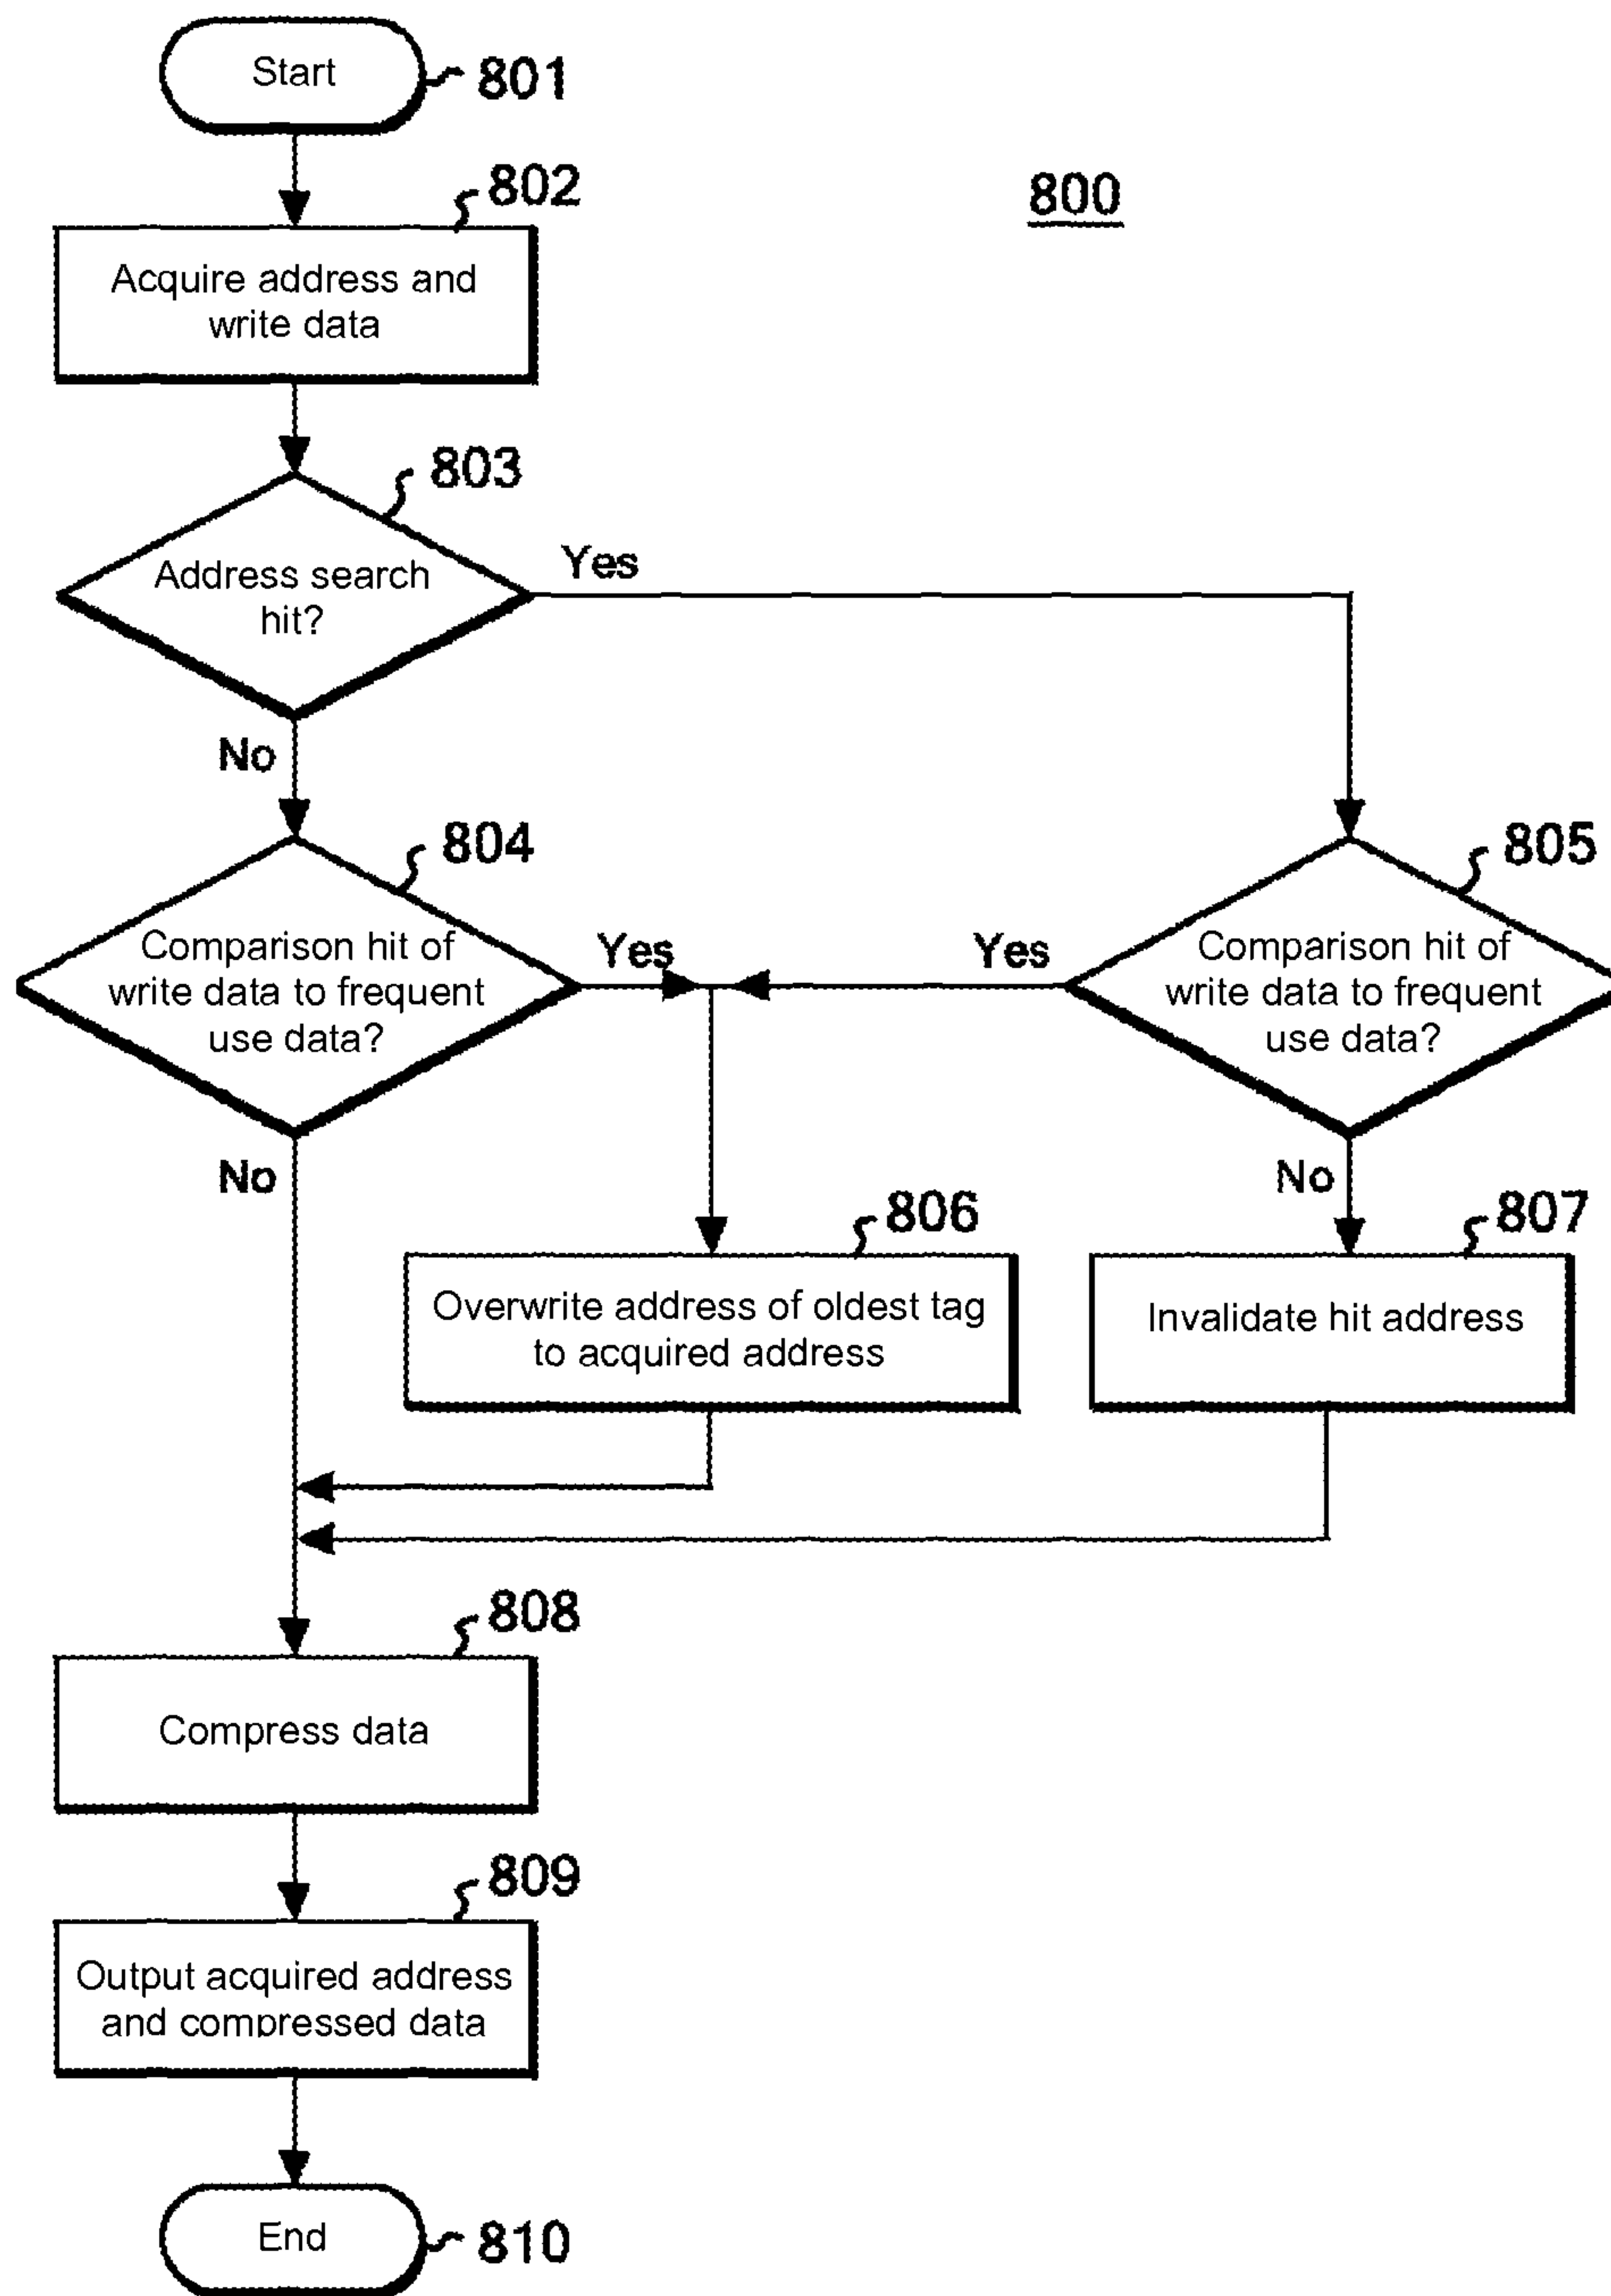 Start
801
802
800
Acquire address and
write data
803
Address search
hit?
Yes
No
804
Comparison hit of
write data to frequent
use data?
Yes
No
805
Comparison hit of
write data to frequent
use data?
Yes
No
806
Overwrite address of oldest tag
to acquired address
807
Invalidate hit address
808
Compress data
809
Output acquired address
and compressed data
End
810